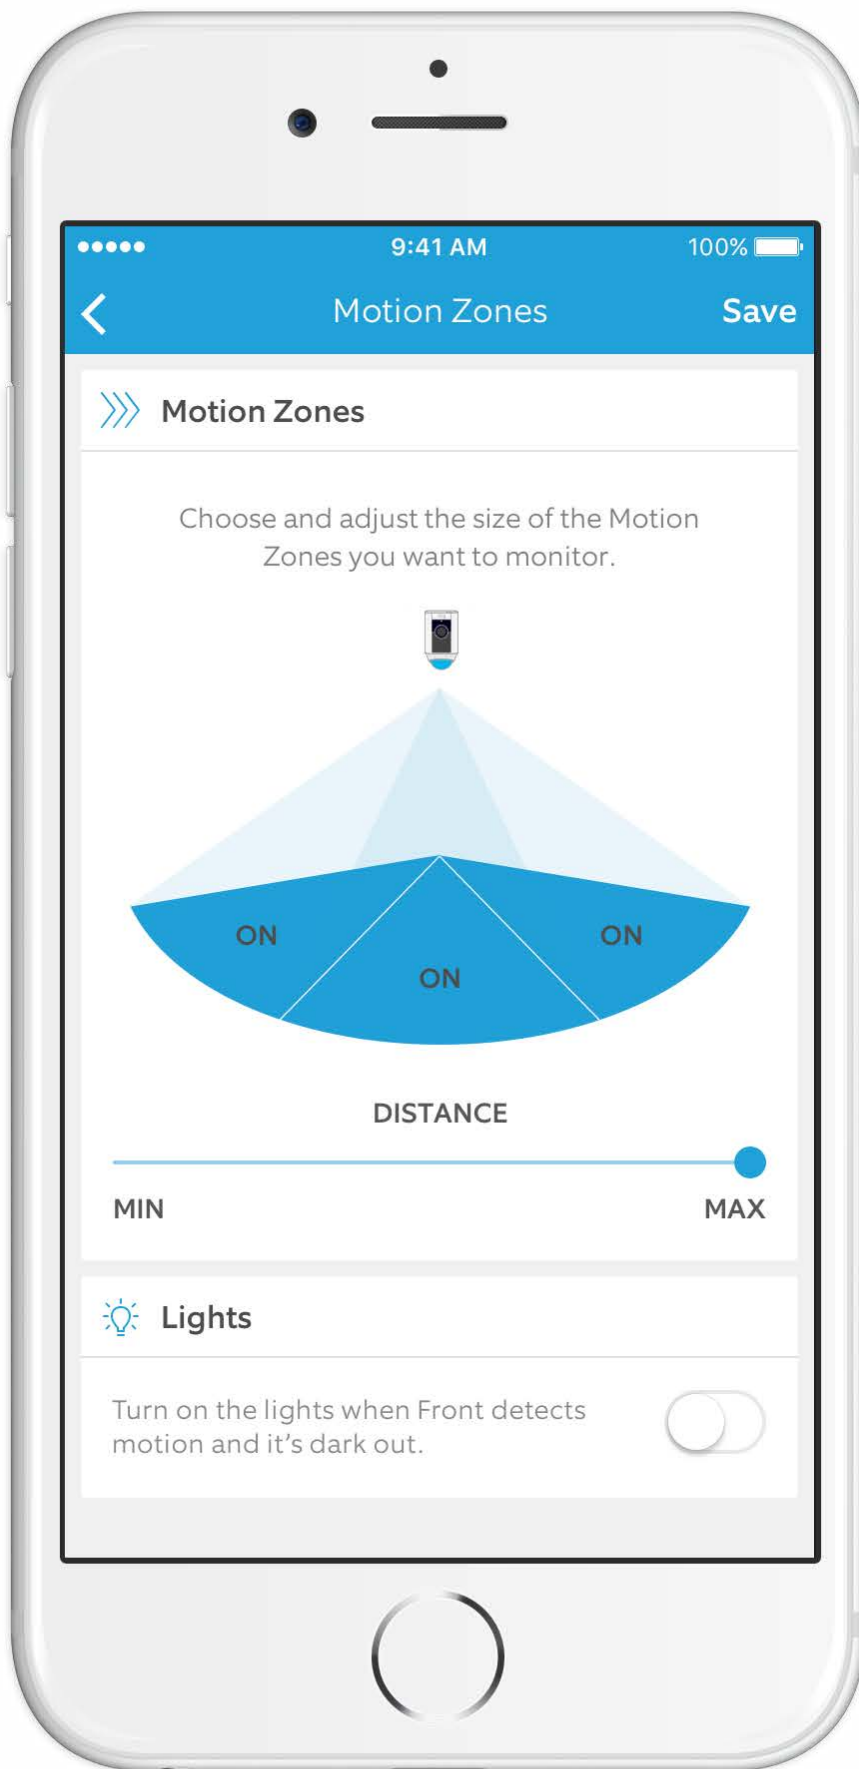 9:41 AM
100%
Motion Zones
Save
Motion Zones
Choose and adjust the size of the Motion
Zones you want to monitor.
ON
ON
ON
DISTANCE
MIN
MAX
Lights
Turn on the lights when Front detects
motion and it's dark out.